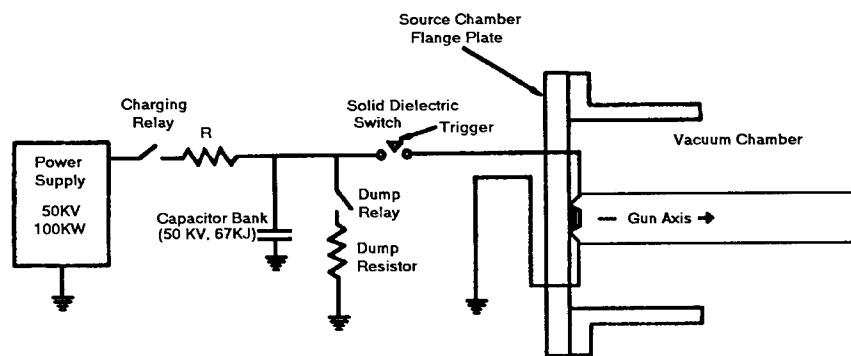 Source Chamber
Flange Plate
Charging
Relay
R
Solid Dielectric
Switch
Trigger
Vacuum Chamber
Power
Supply
50KV
100KW
Capacitor Bank
(50 KV, 67KJ)
Dump
Relay
Dump
Resistor
Gun Axis